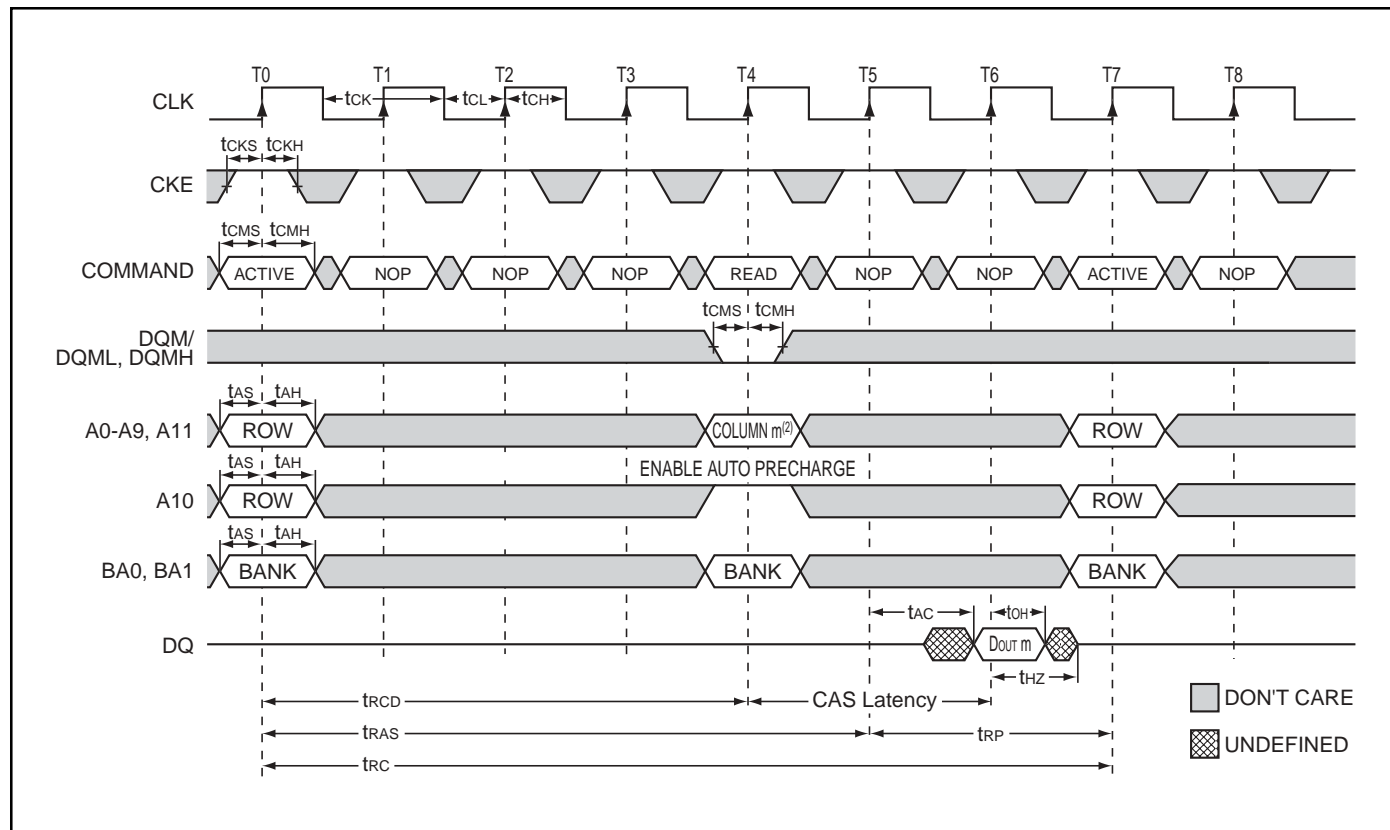 T0 T1 T2 T3 T4 T5 T6 T7 T8
CLK tCK tCL tCH
tCKS tCKH
CKE
tCMS tCMH
COMMAND ACTIVE NOP NOP NOP READ NOP NOP ACTIVE NOP
tCMS tCMH
DQM/
DQML, DQMH
tAS tAH
A0-A9, A11 ROW COLUMN m(2) ROW
tAS tAH ENABLE AUTO PRECHARGE
A10 ROW ROW
tAS tAH
BA0, BA1 BANK BANK BANK
tAC tOH
DQ DOUT m
tHZ
tRCD CAS Latency
DON'T CARE
tRAS tRP
UNDEFINED
tRC